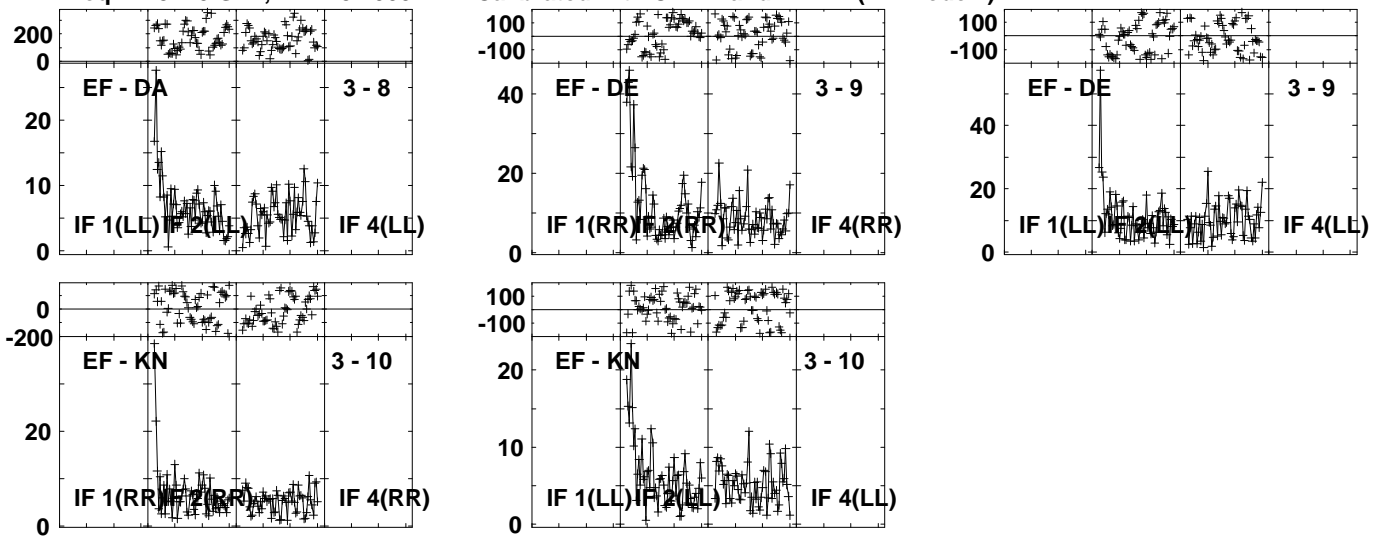 200
0
EF - DA
3 - 8
20
10
0
IF 1(LL)
IF 2(LL)
IF 4(LL)
100
-100
EF - DE
3 - 9
40
20
0
IF 1(RR)
IF 2(RR)
IF 4(RR)
100
-100
EF - DE
3 - 9
40
20
0
IF 1(LL)
IF 2(LL)
IF 4(LL)
0
-200
EF - KN
3 - 10
20
0
IF 1(RR)
IF 2(RR)
IF 4(RR)
100
-100
EF - KN
3 - 10
20
10
0
IF 1(LL)
IF 2(LL)
IF 4(LL)